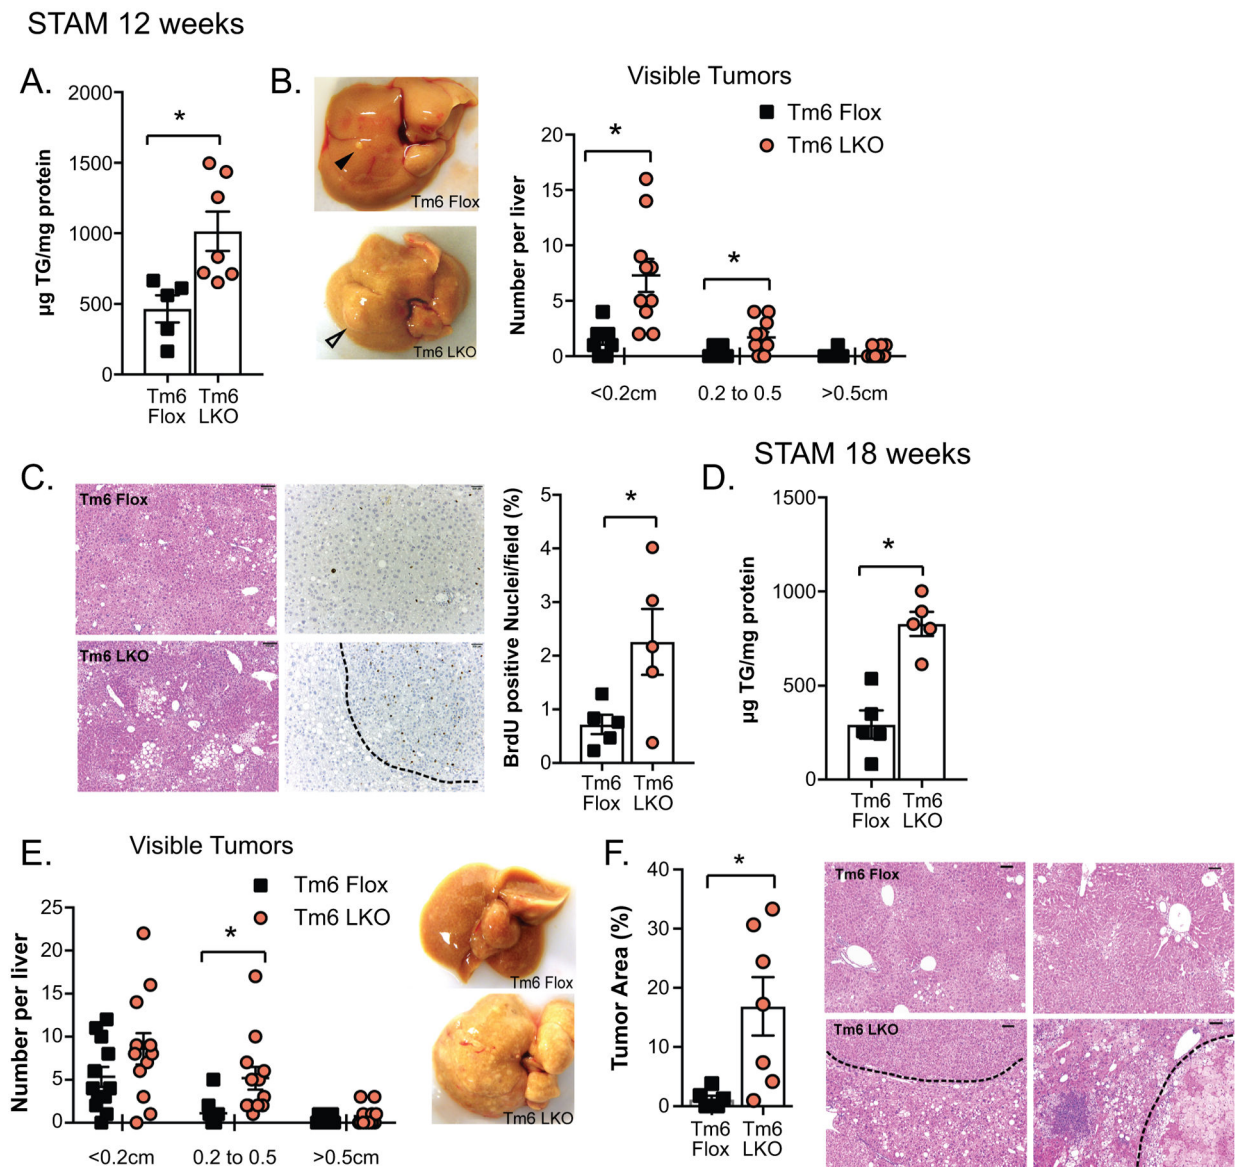 STAM 12 weeks
A.
µg TG/mg protein
2000
1500
1000
500
0
*
Tm6 Flox
Tm6 LKO
B.
Tm6 Flox
Tm6 LKO
Visible Tumors
Tm6 Flox
Tm6 LKO
Number per liver
20
15
10
5
0
*
*
<0.2cm
0.2 to 0.5
>0.5cm
C.
Tm6 Flox
Tm6 LKO
BrdU positive Nuclei/field (%)
5
4
3
2
1
0
*
Tm6 Flox
Tm6 LKO
STAM 18 weeks
D.
µg TG/mg protein
1500
1000
500
0
*
Tm6 Flox
Tm6 LKO
E.
Visible Tumors
Tm6 Flox
Tm6 LKO
Number per liver
25
20
15
10
5
0
*
<0.2cm
0.2 to 0.5
>0.5cm
Tm6 Flox
Tm6 LKO
F.
Tumor Area (%)
40
30
20
10
0
*
Tm6 Flox
Tm6 LKO
Tm6 Flox
Tm6 LKO